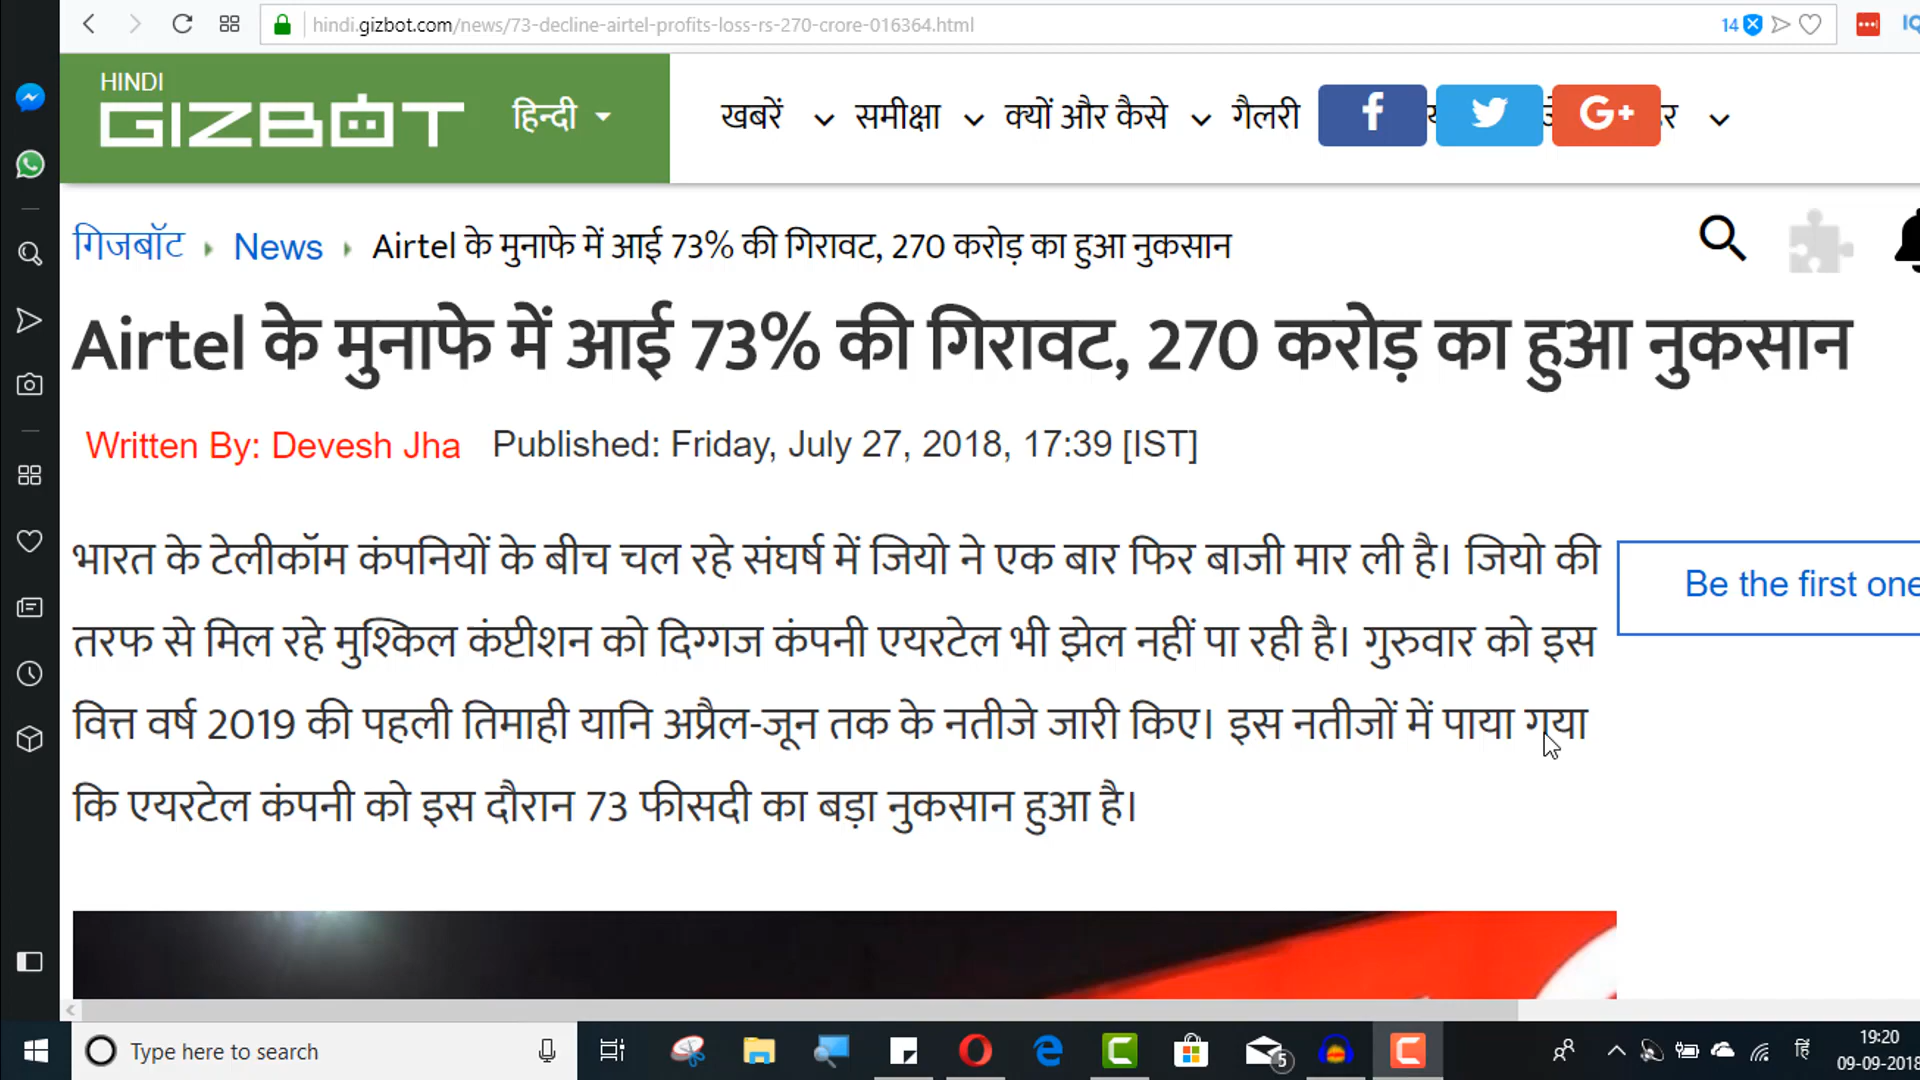 hindi.gizbot.com/news/73-decline-airtel-profits-loss-rs-270-crore-016364.html
14
HINDI
GIZBOT
हिन्दी
खबरें समीक्षा क्यों और कैसे गैलरी
f G+
गिजबॉट News Airtel के मुनाफे में आई 73% की गिरावट, 270 करोड़ का हुआ नुकसान
Airtel के मुनाफे में आई 73% की गिरावट, 270 करोड़ का हुआ नुकसान
Written By: Devesh Jha Published: Friday, July 27, 2018, 17:39 [IST]
भारत के टेलीकॉम कंपनियों के बीच चल रहे संघर्ष में जियो ने एक बार फिर बाजी मार ली है। जियो की
तरफ से मिल रहे मुश्किल कंप्टीशन को दिग्गज कंपनी एयरटेल भी झेल नहीं पा रही है। गुरुवार को इस
वित्त वर्ष 2019 की पहली तिमाही यानि अप्रैल-जून तक के नतीजे जारी किए। इस नतीजों में पाया गया
कि एयरटेल कंपनी को इस दौरान 73 फीसदी का बड़ा नुकसान हुआ है।
Be the first one
Type here to search
5
हिं
19:20
09-09-2018